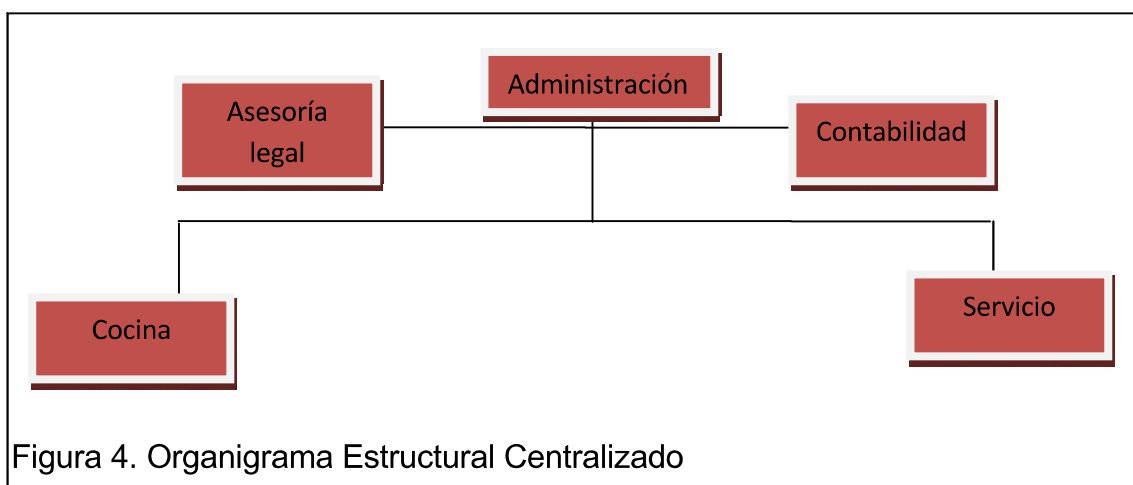 Administración
Asesoría
legal
Contabilidad
Cocina
Servicio
Figura 4. Organigrama Estructural Centralizado